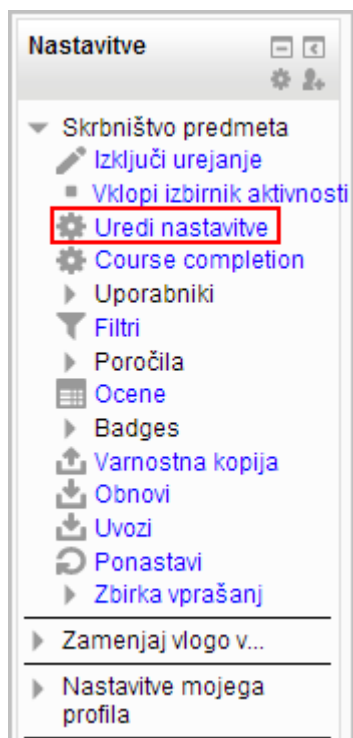 Nastavitve
Skrbništvo predmeta
Izključi urejanje
Vklopi izbirnik aktivnosti
Uredi nastavitve
Course completion
Uporabniki
Filtri
Poročila
Ocene
Badges
Varnostna kopija
Obnovi
Uvozi
Ponastavi
Zbirka vprašanj
Zamenjaj vlogo v...
Nastavitve mojega
profila